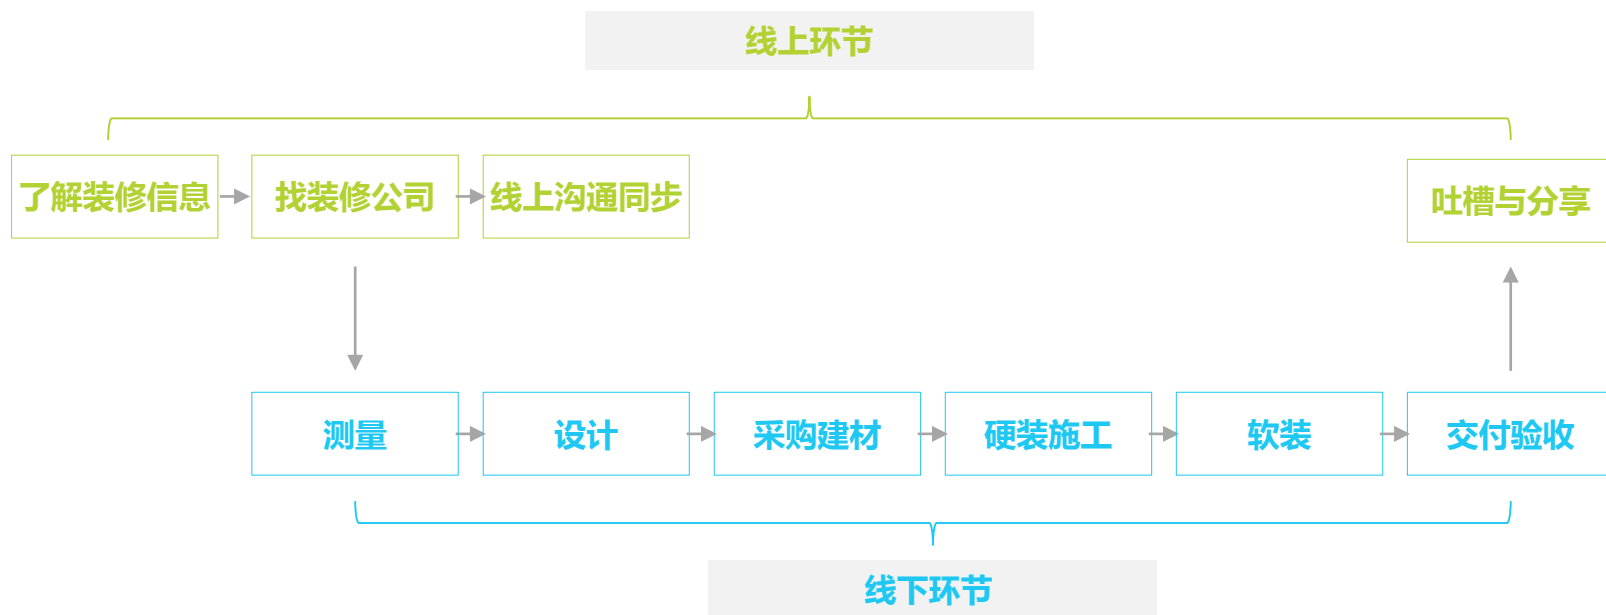 线上环节
了解装修信息
找装修公司
线上沟通同步
吐槽与分享
测量
设计
采购建材
硬装施工
软装
交付验收
线下环节